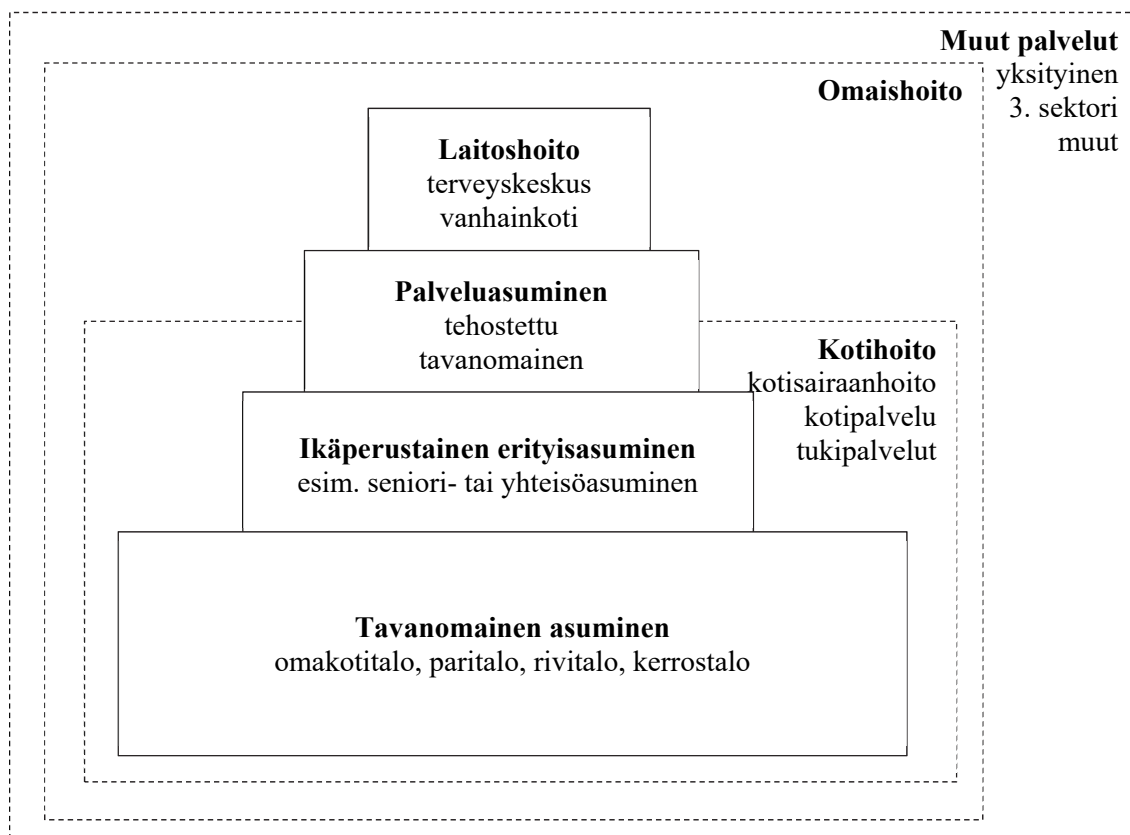 Muut palvelut
yksityinen
3. sektori
muut
Omaishoito
Laitoshoito
terveyskeskus
vanhainkoti
Palveluasuminen
tehostettu
tavanomainen
Kotihoito
kotisairaanhoito
kotipalvelu
tukipalvelut
Ikäperustainen erityisasuminen
esim. seniori- tai yhteisöasuminen
Tavanomainen asuminen
omakotitalo, paritalo, rivitalo, kerrostalo